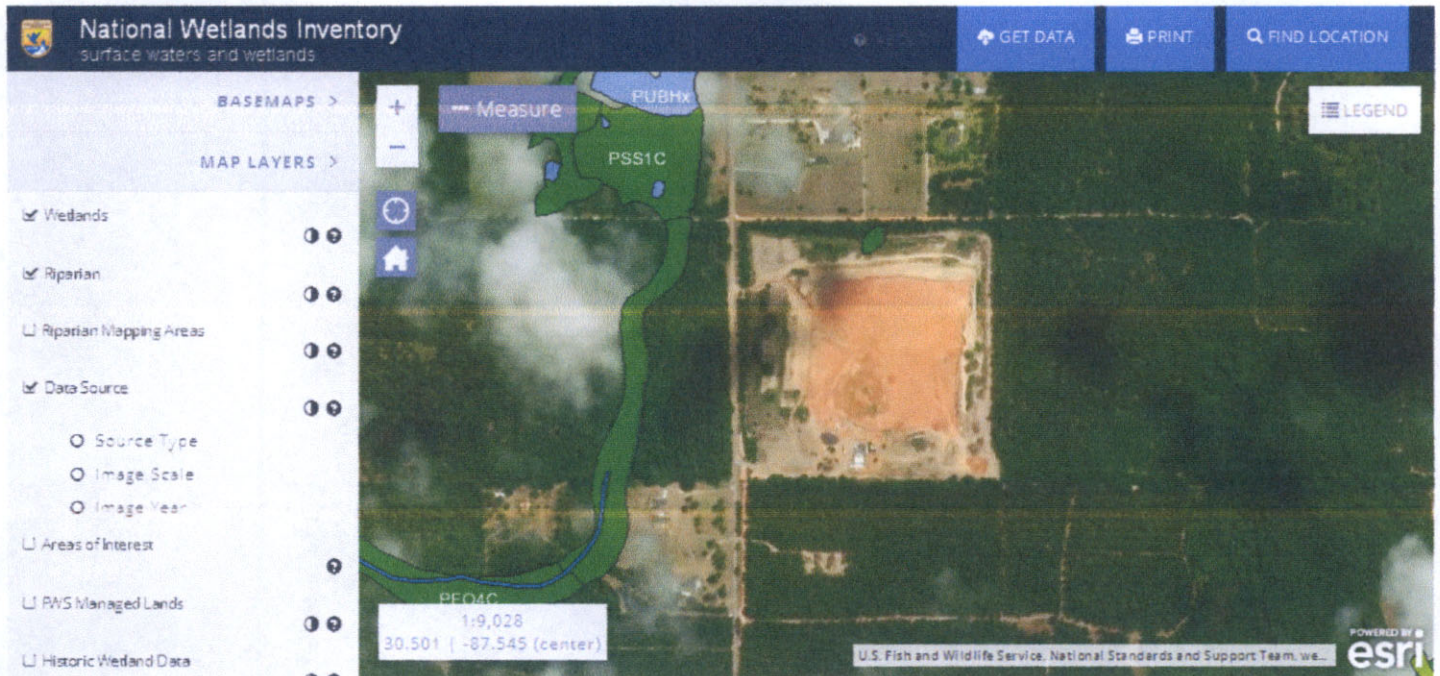 National Wetlands Inventory
surface waters and wetlands
GET DATA
PRINT
FIND LOCATION
BASEMAPS >
MAP LAYERS >
Wetlands
Riparian
Riparian Mapping Areas
Data Source
Source Type
Image Scale
Image Year
Areas of Interest
FWS Managed Lands
Historic Wetland Data
+
Measure
−
LEGEND
PUBHx
PSS1C
PFO4C
1:9,028
30.501 | -87.545 (center)
U.S. Fish and Wildlife Service, National Standards and Support Team, we...
POWERED BY
esri